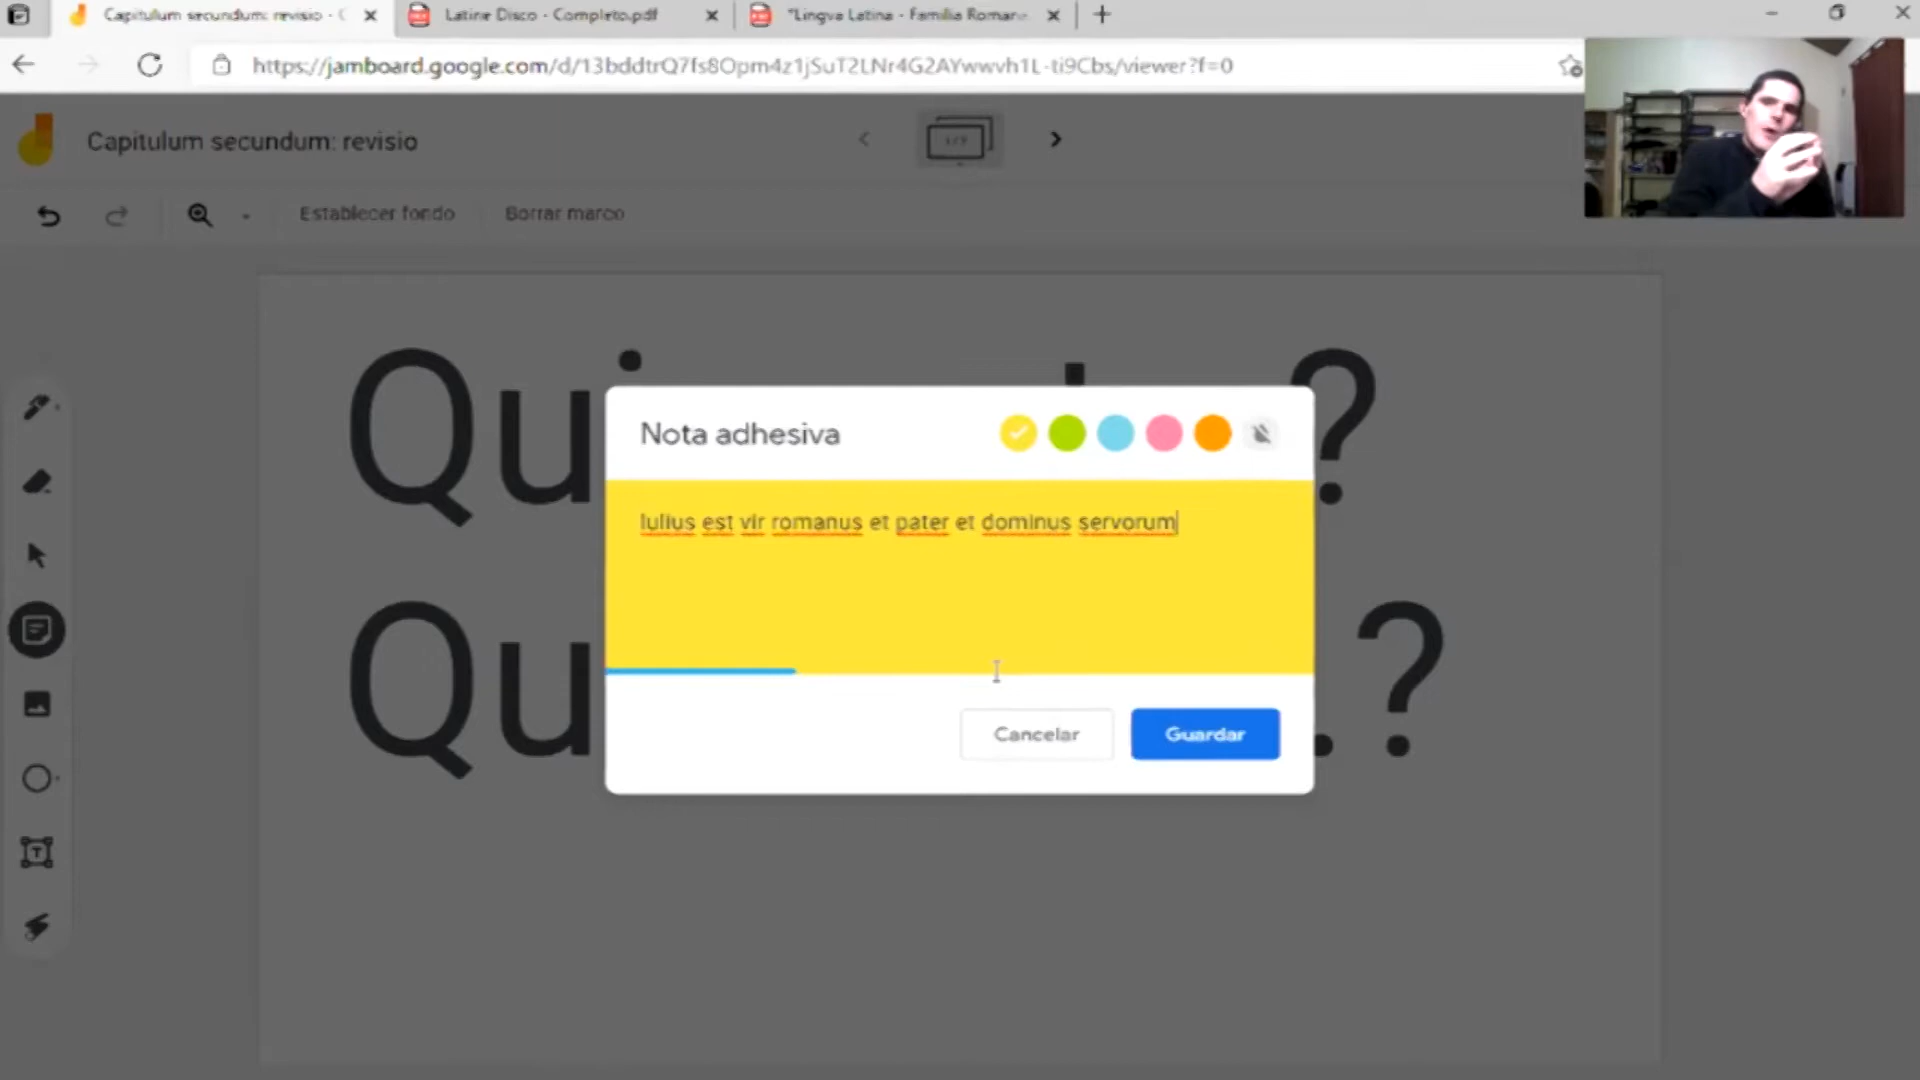 Capitulum secundum: revisio - C
Latine Disco - Completo.pdf
"Lingva Latina - Familia Romana
https://jamboard.google.com/d/13bddtrQ7fs8Opm4z1jSuT2LNr4G2AYwwvh1L-ti9Cbs/viewer?f=0
Capitulum secundum: revisio
Establecer fondo
Borrar marco
?
Nota adhesiva
Iulius est vir romanus et pater et dominus servorum
?
Cancelar
Guardar